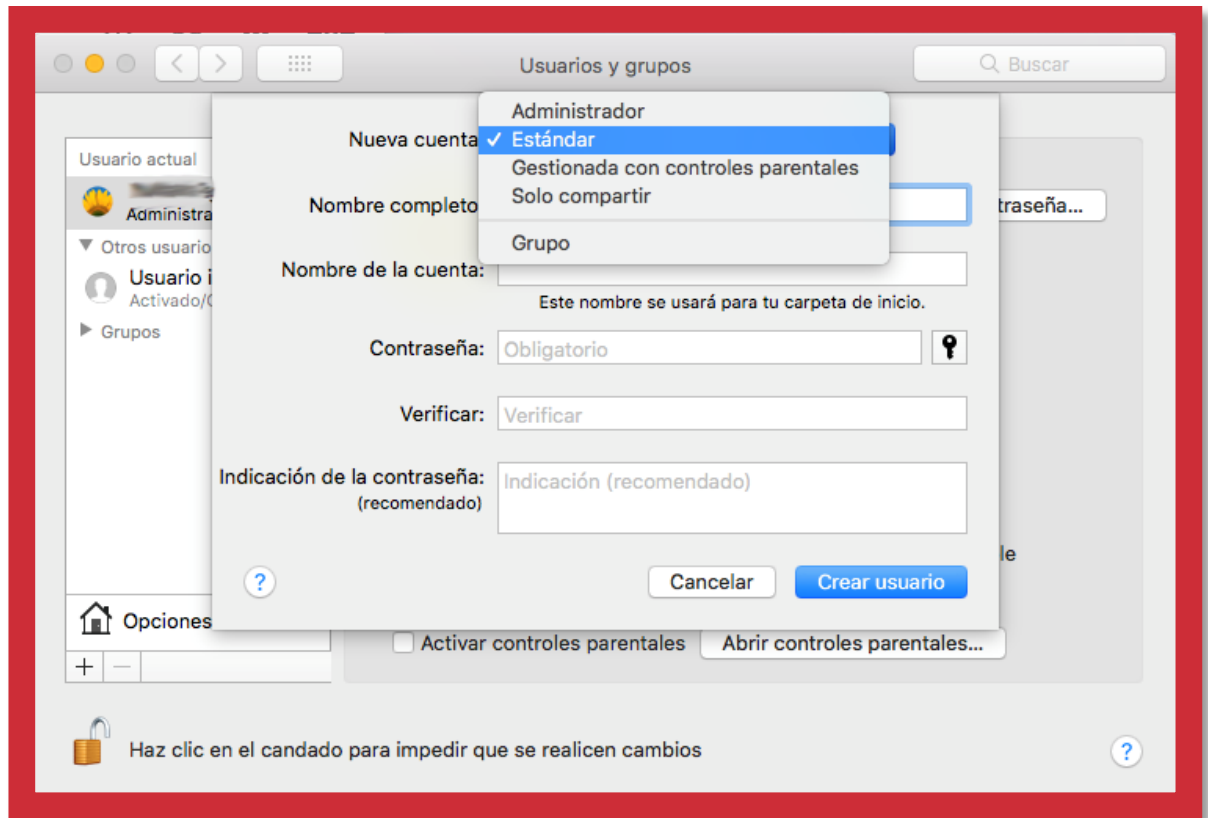 Usuarios y grupos
Buscar
Administrador
Nueva cuenta
✓ Estándar
Gestionada con controles parentales
Solo compartir
Grupo
Usuario actual
Administra
Otros usuario
Usuario i
Activado/
Grupos
Nombre completo
traseña...
Nombre de la cuenta:
Este nombre se usará para tu carpeta de inicio.
Contraseña:
Obligatorio
Verificar:
Verificar
Indicación de la contraseña:
(recomendado)
Indicación (recomendado)
le
?
Cancelar
Crear usuario
Opciones
Activar controles parentales
Abrir controles parentales...
+ −
Haz clic en el candado para impedir que se realicen cambios
?